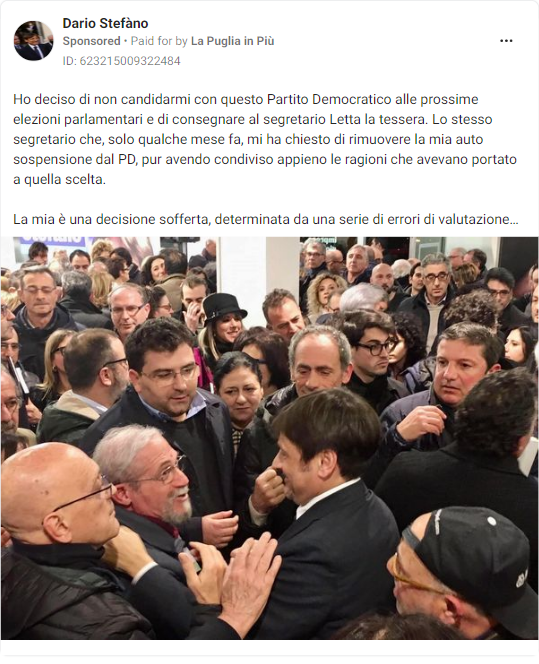 Dario Stefàno
Sponsored • Paid for by La Puglia in Più
ID: 623215009322484
Ho deciso di non candidarmi con questo Partito Democratico alle prossime
elezioni parlamentari e di consegnare al segretario Letta la tessera. Lo stesso
segretario che, solo qualche mese fa, mi ha chiesto di rimuovere la mia auto
sospensione dal PD, pur avendo condiviso appieno le ragioni che avevano portato
a quella scelta.
La mia è una decisione sofferta, determinata da una serie di errori di valutazione...